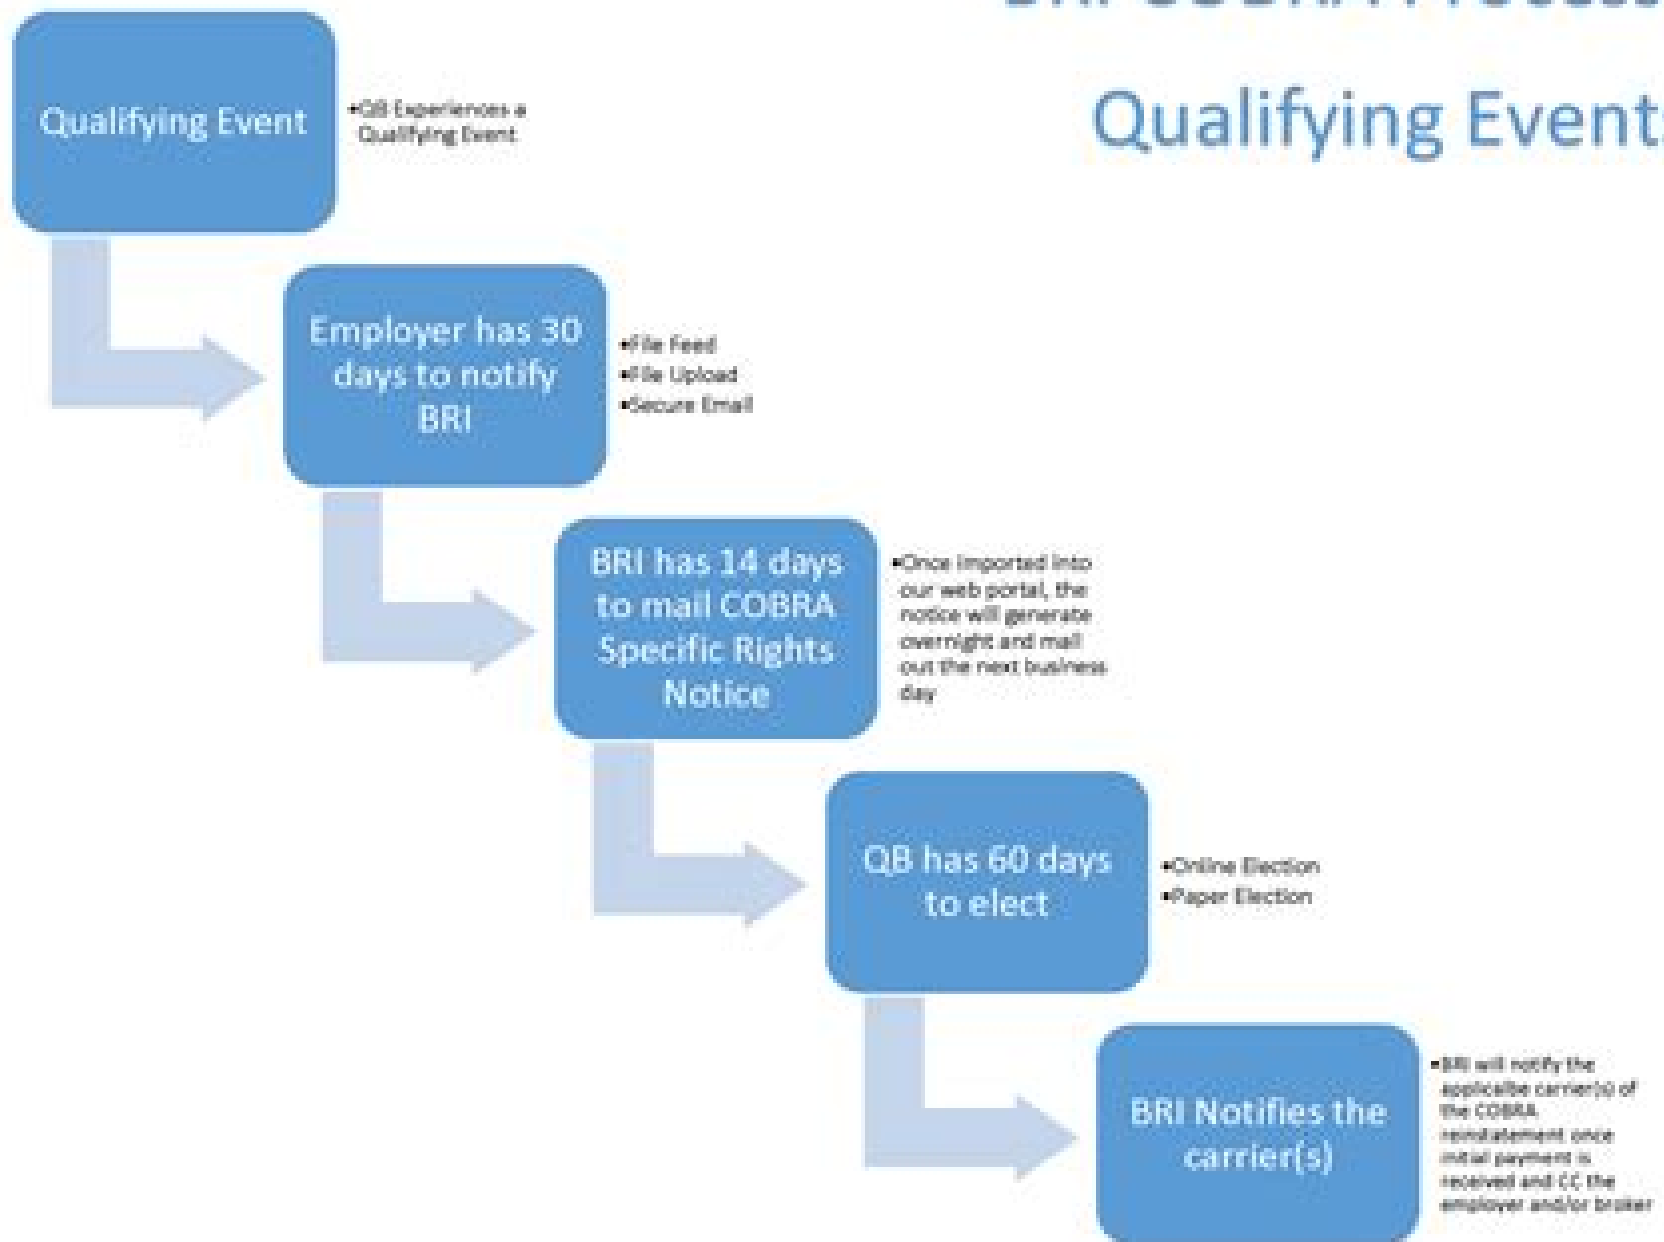 BRI COBRA Process
Qualifying Events
Qualifying Event
•QB Experiences a
Qualifying Event
Employer has 30
days to notify
BRI
•File Feed
•File Upload
•Secure Email
BRI has 14 days
to mail COBRA
Specific Rights
Notice
•Once imported into
our web portal, the
notice will generate
overnight and mail
out the next business
day
QB has 60 days
to elect
•Online Election
•Paper Election
BRI Notifies the
carrier(s)
•BRI will notify the
applicalbe carrier(s) of
the COBRA
reinstatement once
initial payment is
received and CC the
employer and/or broker